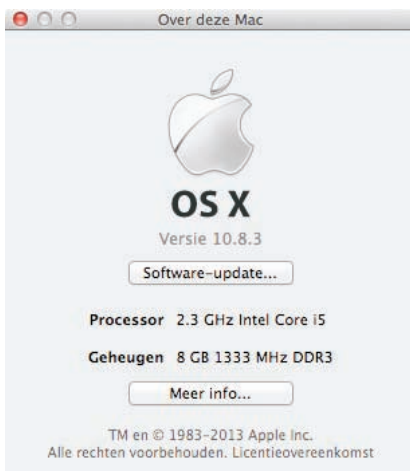 Over deze Mac
OS X
Versie 10.8.3
Software-update...
Processor 2.3 GHz Intel Core i5
Geheugen 8 GB 1333 MHz DDR3
Meer info...
TM en © 1983-2013 Apple Inc.
Alle rechten voorbehouden. Licentieovereenkomst